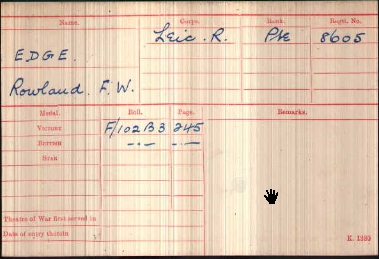 Name. Corps. Rank. Regtl. No.
Leic. R. Pte 8605
EDGE.
Rowland F. W.
Medal. Roll. Page. Remarks.
Victory F/102 B3 245
British -·- -·-
Star
Theatre of War first served in
Date of entry therein
K. 1380